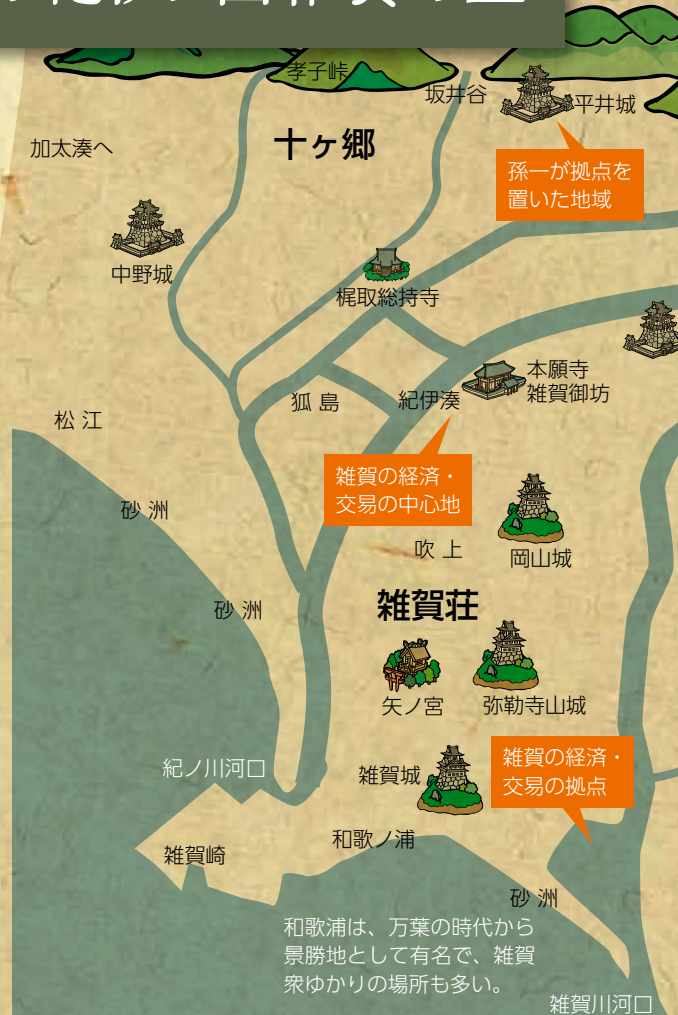 孝子峠
坂井谷
平井城
加太湊へ
十ヶ郷
孫一が拠点を
置いた地域
中野城
梶取総持寺
本願寺
雑賀御坊
狐島
紀伊湊
松江
雑賀の経済・
交易の中心地
砂洲
吹上
岡山城
砂洲
雑賀荘
矢ノ宮
弥勒寺山城
雑賀の経済・
交易の拠点
紀ノ川河口
雑賀城
和歌ノ浦
雑賀崎
砂洲
和歌浦は、万葉の時代から
景勝地として有名で、雑賀
衆ゆかりの場所も多い。
雑賀川河口